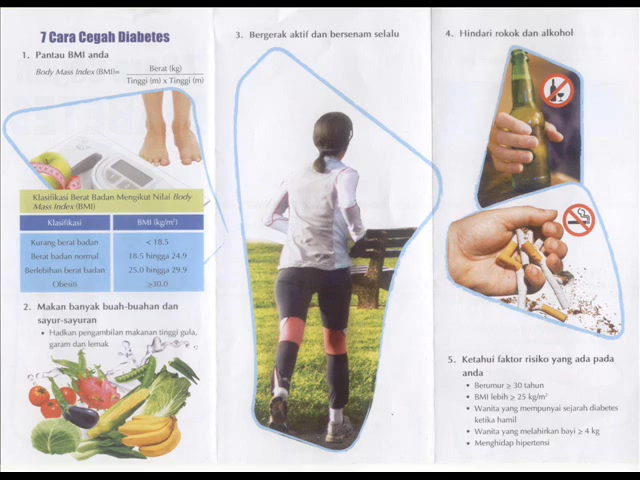 7 Cara Cegah Diabetes
1. Pantau BMI anda
Body Mass Index (BMI)= Berat (kg)
Tinggi (m) x Tinggi (m)
Klasifikasi Berat Badan Mengikut Nilai Body
Mass Index (BMI)
Klasifikasi BMI (kg/m²)
Kurang berat badan < 18.5
Berat badan normal 18.5 hingga 24.9
Berlebihan berat badan 25.0 hingga 29.9
Obesiti ≥30.0
2. Makan banyak buah-buahan dan
sayur-sayuran
• Hadkan pengambilan makanan tinggi gula,
garam dan lemak
3. Bergerak aktif dan bersenam selalu
4. Hindari rokok dan alkohol
5. Ketahui faktor risiko yang ada pada
anda
• Berumur ≥ 30 tahun
• BMI lebih ≥ 25 kg/m²
• Wanita yang mempunyai sejarah diabetes
ketika hamil
• Wanita yang melahirkan bayi ≥ 4 kg
• Menghidap hipertensi